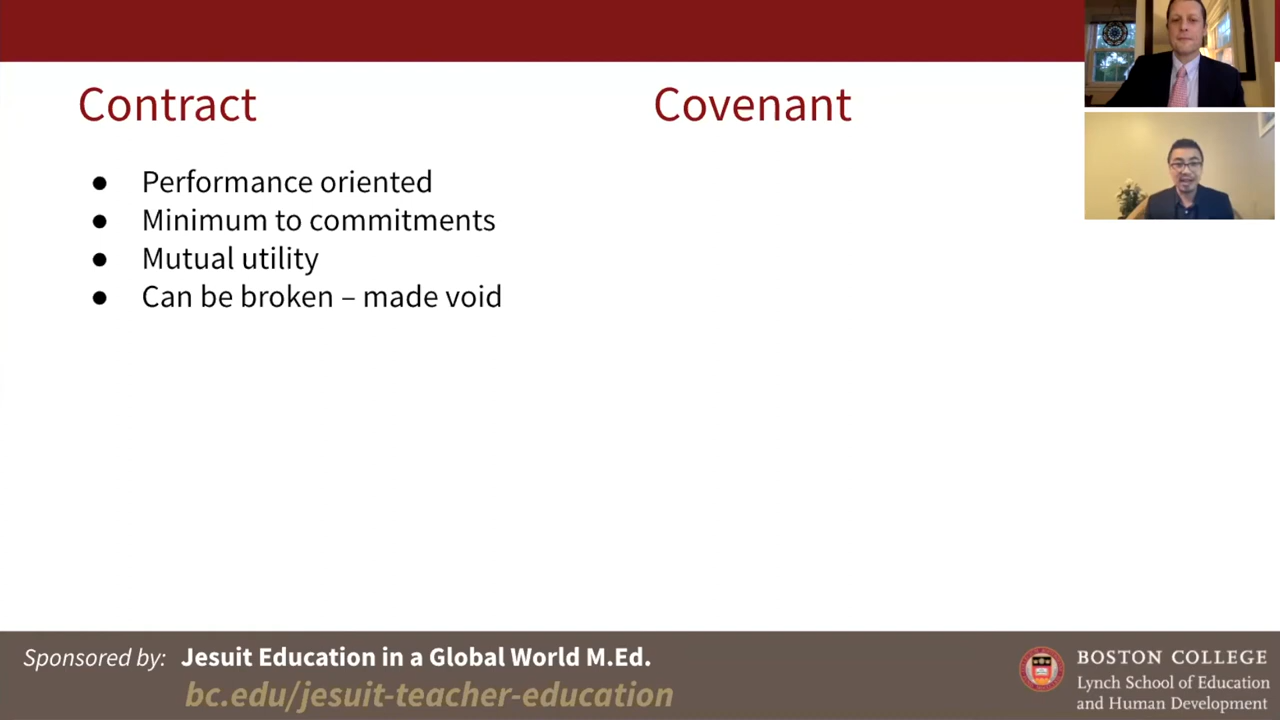 Contract
Covenant
● Performance oriented
● Minimum to commitments
● Mutual utility
● Can be broken – made void
Sponsored by: Jesuit Education in a Global World M.Ed.
bc.edu/jesuit-teacher-education
BOSTON COLLEGE
Lynch School of Education
and Human Development